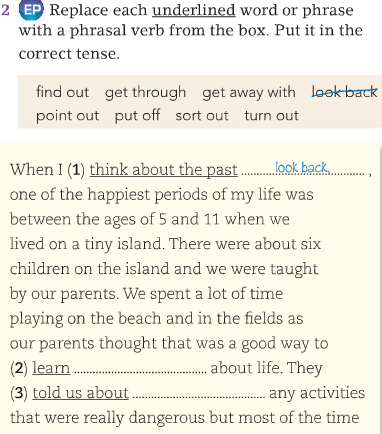 2 EP Replace each underlined word or phrase
with a phrasal verb from the box. Put it in the
correct tense.
find out get through get away with look back
point out put off sort out turn out
When I (1) think about the past ......look back...... ,
one of the happiest periods of my life was
between the ages of 5 and 11 when we
lived on a tiny island. There were about six
children on the island and we were taught
by our parents. We spent a lot of time
playing on the beach and in the fields as
our parents thought that was a good way to
(2) learn ........................................ about life. They
(3) told us about ........................................ any activities
that were really dangerous but most of the time